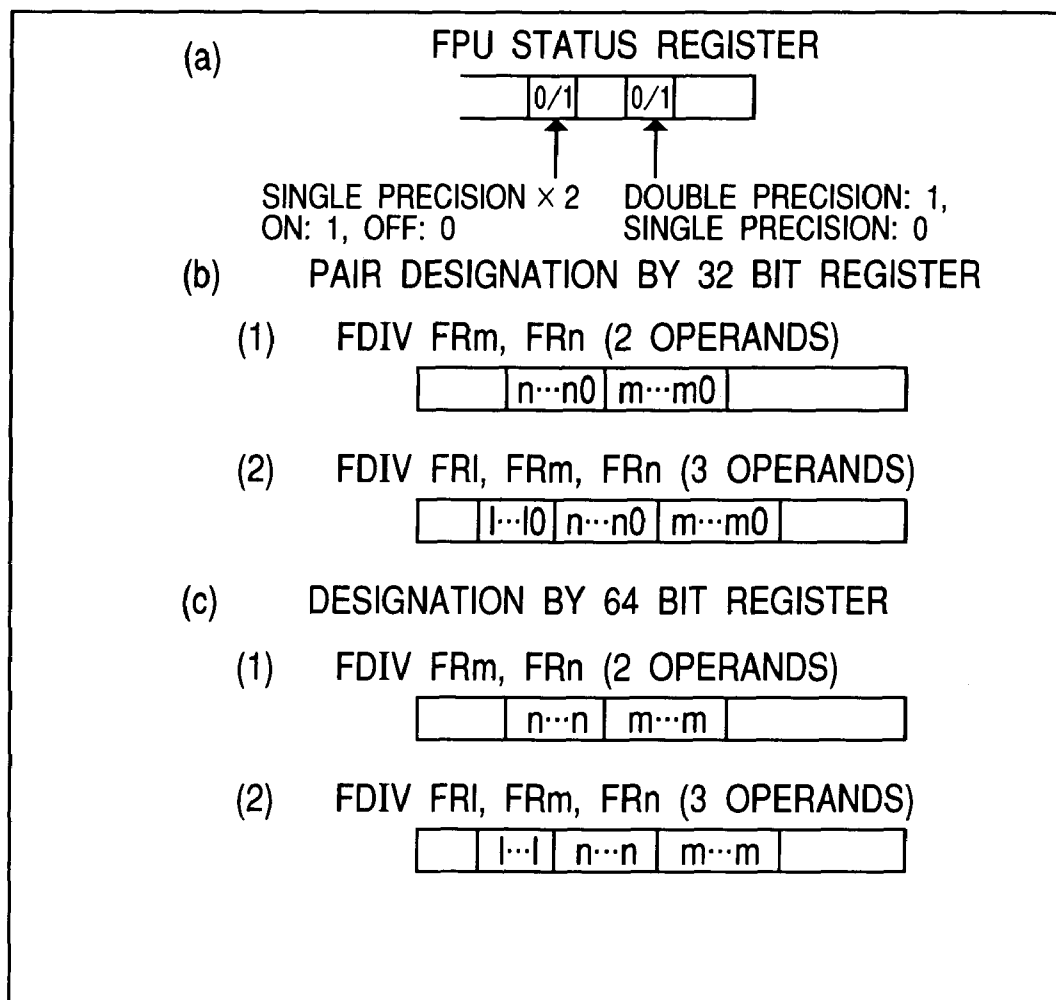 (a) FPU STATUS REGISTER
0/1 0/1
SINGLE PRECISION × 2 DOUBLE PRECISION: 1,
ON: 1, OFF: 0 SINGLE PRECISION: 0
(b) PAIR DESIGNATION BY 32 BIT REGISTER
(1) FDIV FRm, FRn (2 OPERANDS)
n···n0 m···m0
(2) FDIV FRl, FRm, FRn (3 OPERANDS)
l···l0 n···n0 m···m0
(c) DESIGNATION BY 64 BIT REGISTER
(1) FDIV FRm, FRn (2 OPERANDS)
n···n m···m
(2) FDIV FRl, FRm, FRn (3 OPERANDS)
l···l n···n m···m